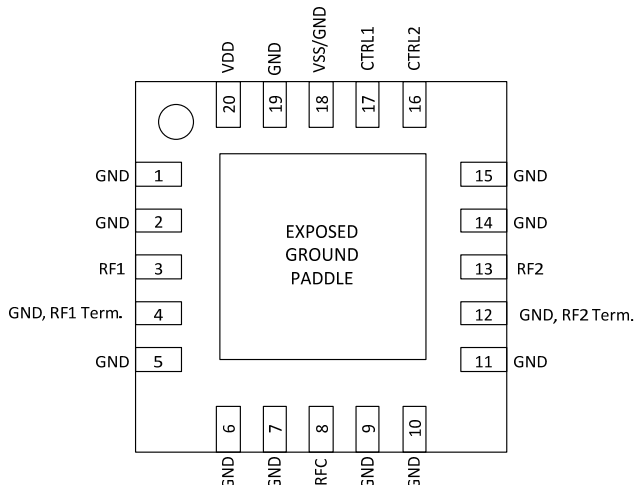 VDD
GND
VSS/GND
CTRL1
CTRL2
20
19
18
17
16
GND 1
15 GND
GND 2
14 GND
RF1 3
13 RF2
GND, RF1 Term. 4
12 GND, RF2 Term.
GND 5
11 GND
EXPOSED
GROUND
PADDLE
6
7
8
9
10
GND
GND
RFC
GND
GND